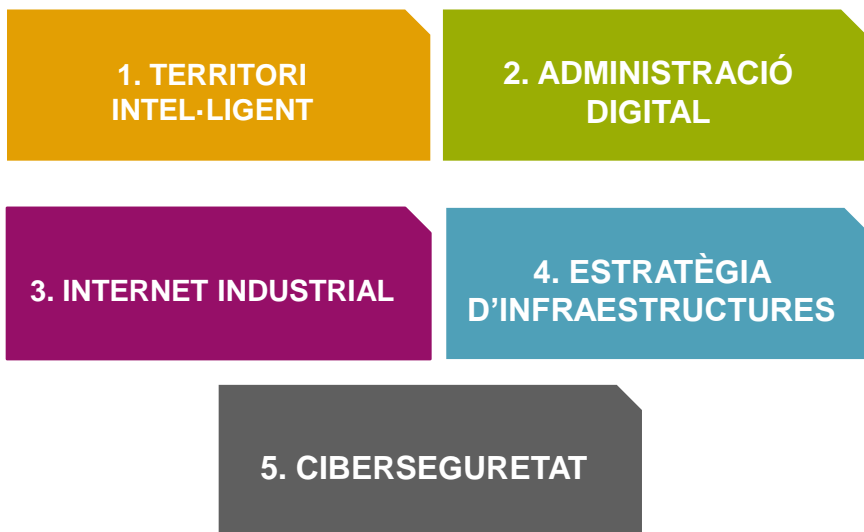 1. TERRITORI
INTEL·LIGENT
2. ADMINISTRACIÓ
DIGITAL
3. INTERNET INDUSTRIAL
4. ESTRATÈGIA
D’INFRAESTRUCTURES
5. CIBERSEGURETAT